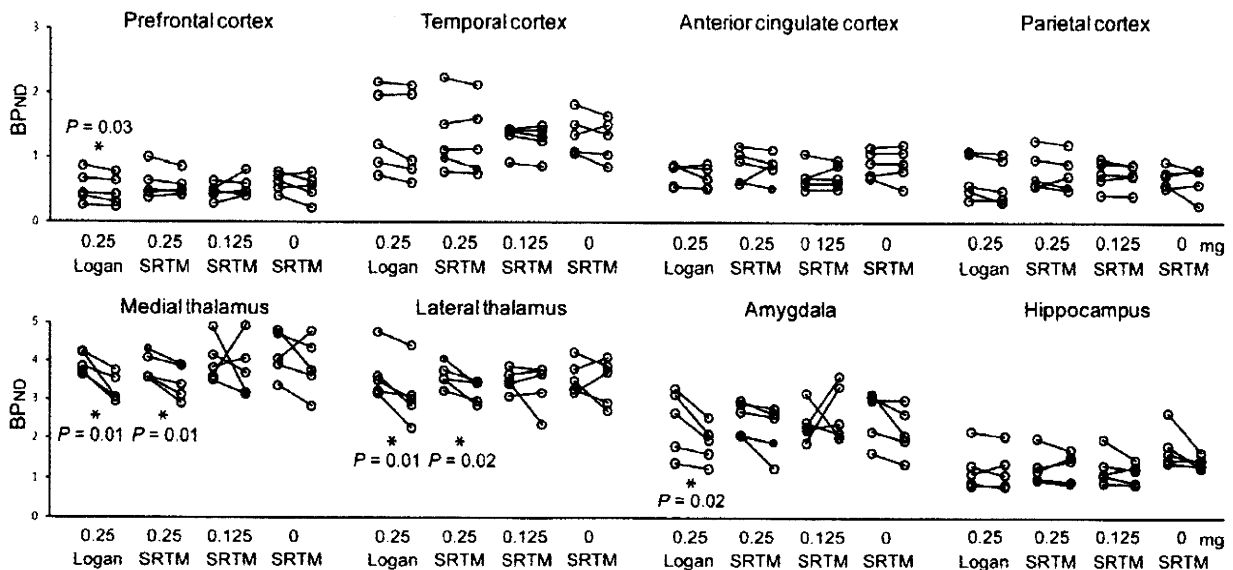 Prefrontal cortex Temporal cortex Anterior cingulate cortex Parietal cortex
3
2
1
0
BPND
P = 0.03
*
0.25 0.25 0.125 0 0.25 0.25 0.125 0 0.25 0.25 0 125 0 0.25 0.25 0.125 0 mg
Logan SRTM SRTM SRTM Logan SRTM SRTM SRTM Logan SRTM SRTM SRTM Logan SRTM SRTM SRTM
Medial thalamus Lateral thalamus Amygdala Hippocampus
5
4
3
2
1
0
BPND
* * * * *
P = 0.01 P = 0.01 P = 0.01 P = 0.02 P = 0.02
0.25 0.25 0.125 0 0.25 0.25 0.125 0 0.25 0.25 0.125 0 0.25 0.25 0.125 0 mg
Logan SRTM SRTM SRTM Logan SRTM SRTM SRTM Logan SRTM SRTM SRTM Logan SRTM SRTM SRTM